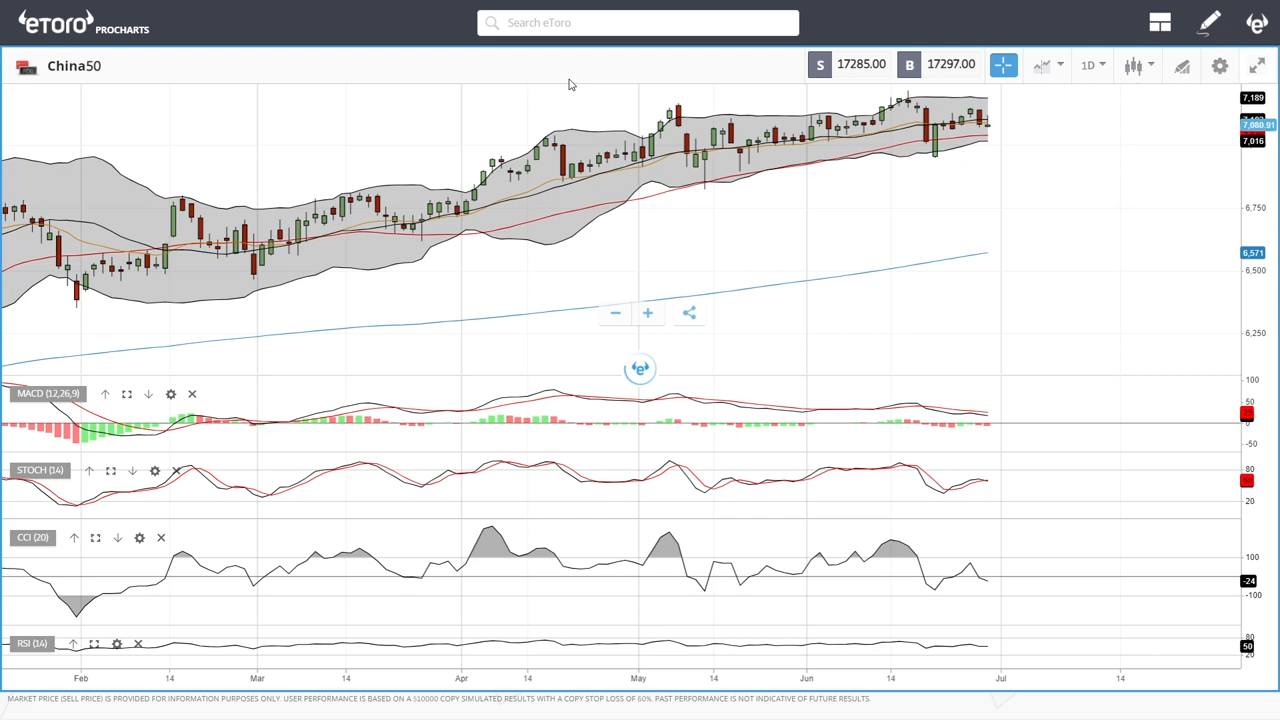 eToro PROCHARTS
Search eToro
China50
S 17285.00 B 17297.00
1D
7,189
7,080.91
7,016
6,750
6,571
6,500
6,250
MACD (12,26,9)
100
50
0
-50
STOCH (14)
80
20
CCI (20)
100
-24
-100
RSI (14)
80
50
20
Feb 14 Mar 14 Apr 14 May 14 Jun 14 Jul 14
MARKET PRICE (SELL PRICE) IS PROVIDED FOR INFORMATION PURPOSES ONLY. USER PERFORMANCE IS BASED ON A $10000 COPY SIMULATED RESULTS WITH A COPY STOP LOSS OF 60%. PAST PERFORMANCE IS NOT INDICATIVE OF FUTURE RESULTS.